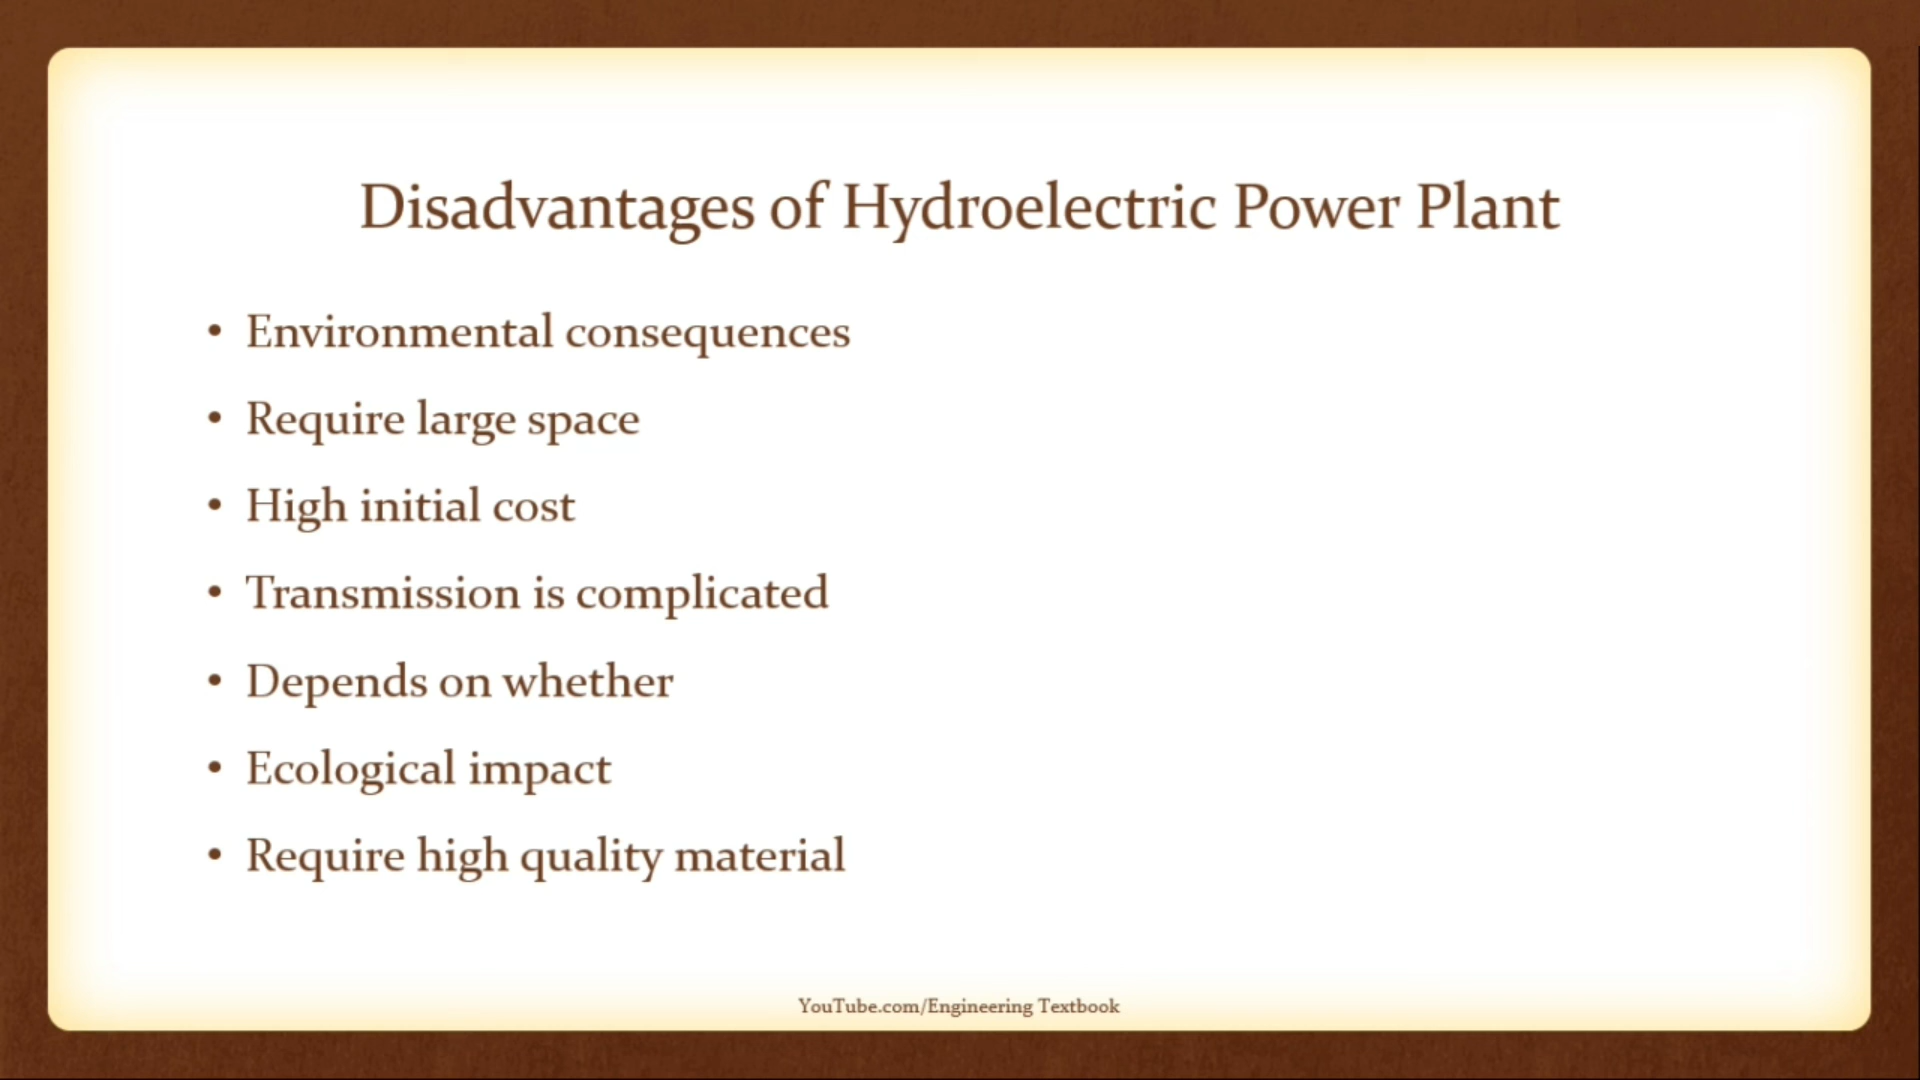 Disadvantages of Hydroelectric Power Plant
• Environmental consequences
• Require large space
• High initial cost
• Transmission is complicated
• Depends on whether
• Ecological impact
• Require high quality material
YouTube.com/Engineering Textbook